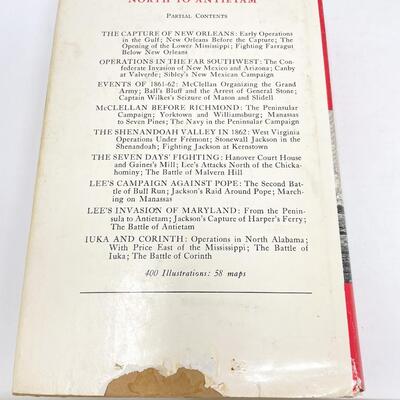 NORTH TO ANTIETAM
PARTIAL CONTENTS
THE CAPTURE OF NEW ORLEANS: Early Operations
in the Gulf; New Orleans Before the Capture; The
Opening of the Lower Mississippi; Fighting Farragut
Below New Orleans
OPERATIONS IN THE FAR SOUTHWEST: The Con-
federate Invasion of New Mexico and Arizona; Canby
at Valverde; Sibley's New Mexican Campaign
EVENTS OF 1861-62: McClellan Organizing the Grand
Army; Ball's Bluff and the Arrest of General Stone;
Captain Wilkes's Seizure of Mason and Slidell
McCLELLAN BEFORE RICHMOND: The Peninsular
Campaign; Yorktown and Williamsburg; Manassas
to Seven Pines; The Navy in the Peninsular Campaign
THE SHENANDOAH VALLEY IN 1862: West Virginia
Operations Under Frémont; Stonewall Jackson in the
Shenandoah; Fighting Jackson at Kernstown
THE SEVEN DAYS' FIGHTING: Hanover Court House
and Gaines's Mill; Lee's Attacks North of the Chicka-
hominy; The Battle of Malvern Hill
LEE'S CAMPAIGN AGAINST POPE: The Second Bat-
tle of Bull Run; Jackson's Raid Around Pope; March-
ing on Manassas
LEE'S INVASION OF MARYLAND: From the Penin-
sula to Antietam; Jackson's Capture of Harper's Ferry;
The Battle of Antietam
IUKA AND CORINTH: Operations in North Alabama;
With Price East of the Mississippi; The Battle of
Iuka; The Battle of Corinth
400 Illustrations: 58 maps